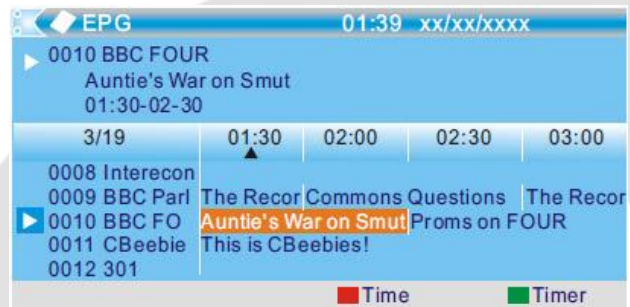 EPG 01:39 xx/xx/xxxx
0010 BBC FOUR
Auntie's War on Smut
01:30-02-30
3/19 01:30 02:00 02:30 03:00
0008 Interecon
0009 BBC Parl The Recor Commons Questions The Recor
0010 BBC FO Auntie's War on Smut Proms on FOUR
0011 CBeebie This is CBeebies!
0012 301
Time Timer